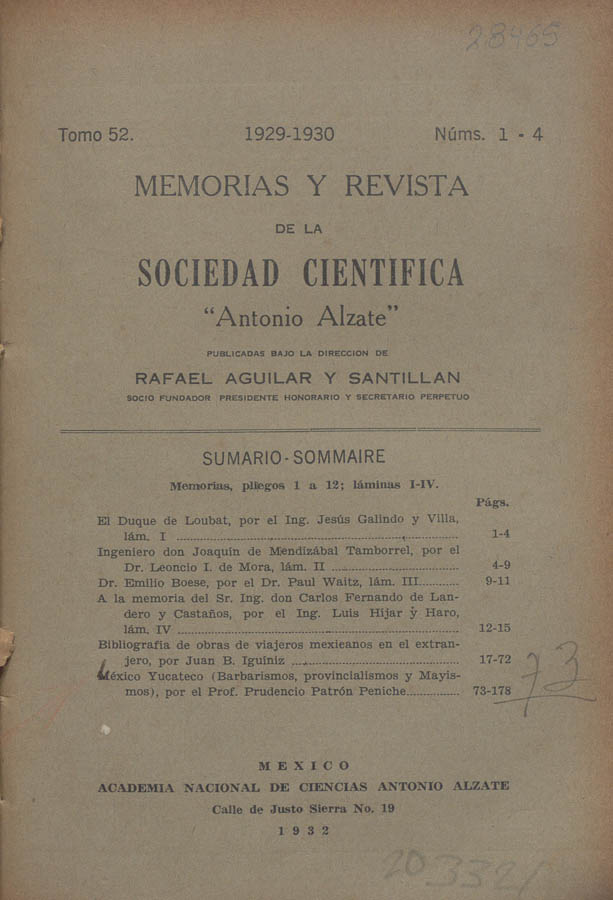 28465
Tomo 52. 1929-1930 Núms. 1 - 4
MEMORIAS Y REVISTA
DE LA
SOCIEDAD CIENTIFICA
“Antonio Alzate”
PUBLICADAS BAJO LA DIRECCION DE
RAFAEL AGUILAR Y SANTILLAN
SOCIO FUNDADOR PRESIDENTE HONORARIO Y SECRETARIO PERPETUO
SUMARIO-SOMMAIRE
Memorias, pliegos 1 a 12; láminas I-IV.
Págs.
El Duque de Loubat, por el Ing. Jesús Galindo y Villa,
lám. I ........ 1-4
Ingeniero don Joaquín de Mendizábal Tamborrel, por el
Dr. Leoncio I. de Mora, lám. II ........ 4-9
Dr. Emilio Boese, por el Dr. Paul Waitz, lám. III........ 9-11
A la memoria del Sr. Ing. don Carlos Fernando de Lan-
dero y Castaños, por el Ing. Luis Híjar y Haro,
lám. IV ........ 12-15
Bibliografía de obras de viajeros mexicanos en el extran-
jero, por Juan B. Iguíniz ........ 17-72
México Yucateco (Barbarismos, provincialismos y Mayis-
mos), por el Prof. Prudencio Patrón Peniche........ 73-178
73
MEXICO
ACADEMIA NACIONAL DE CIENCIAS ANTONIO ALZATE
Calle de Justo Sierra No. 19
1932